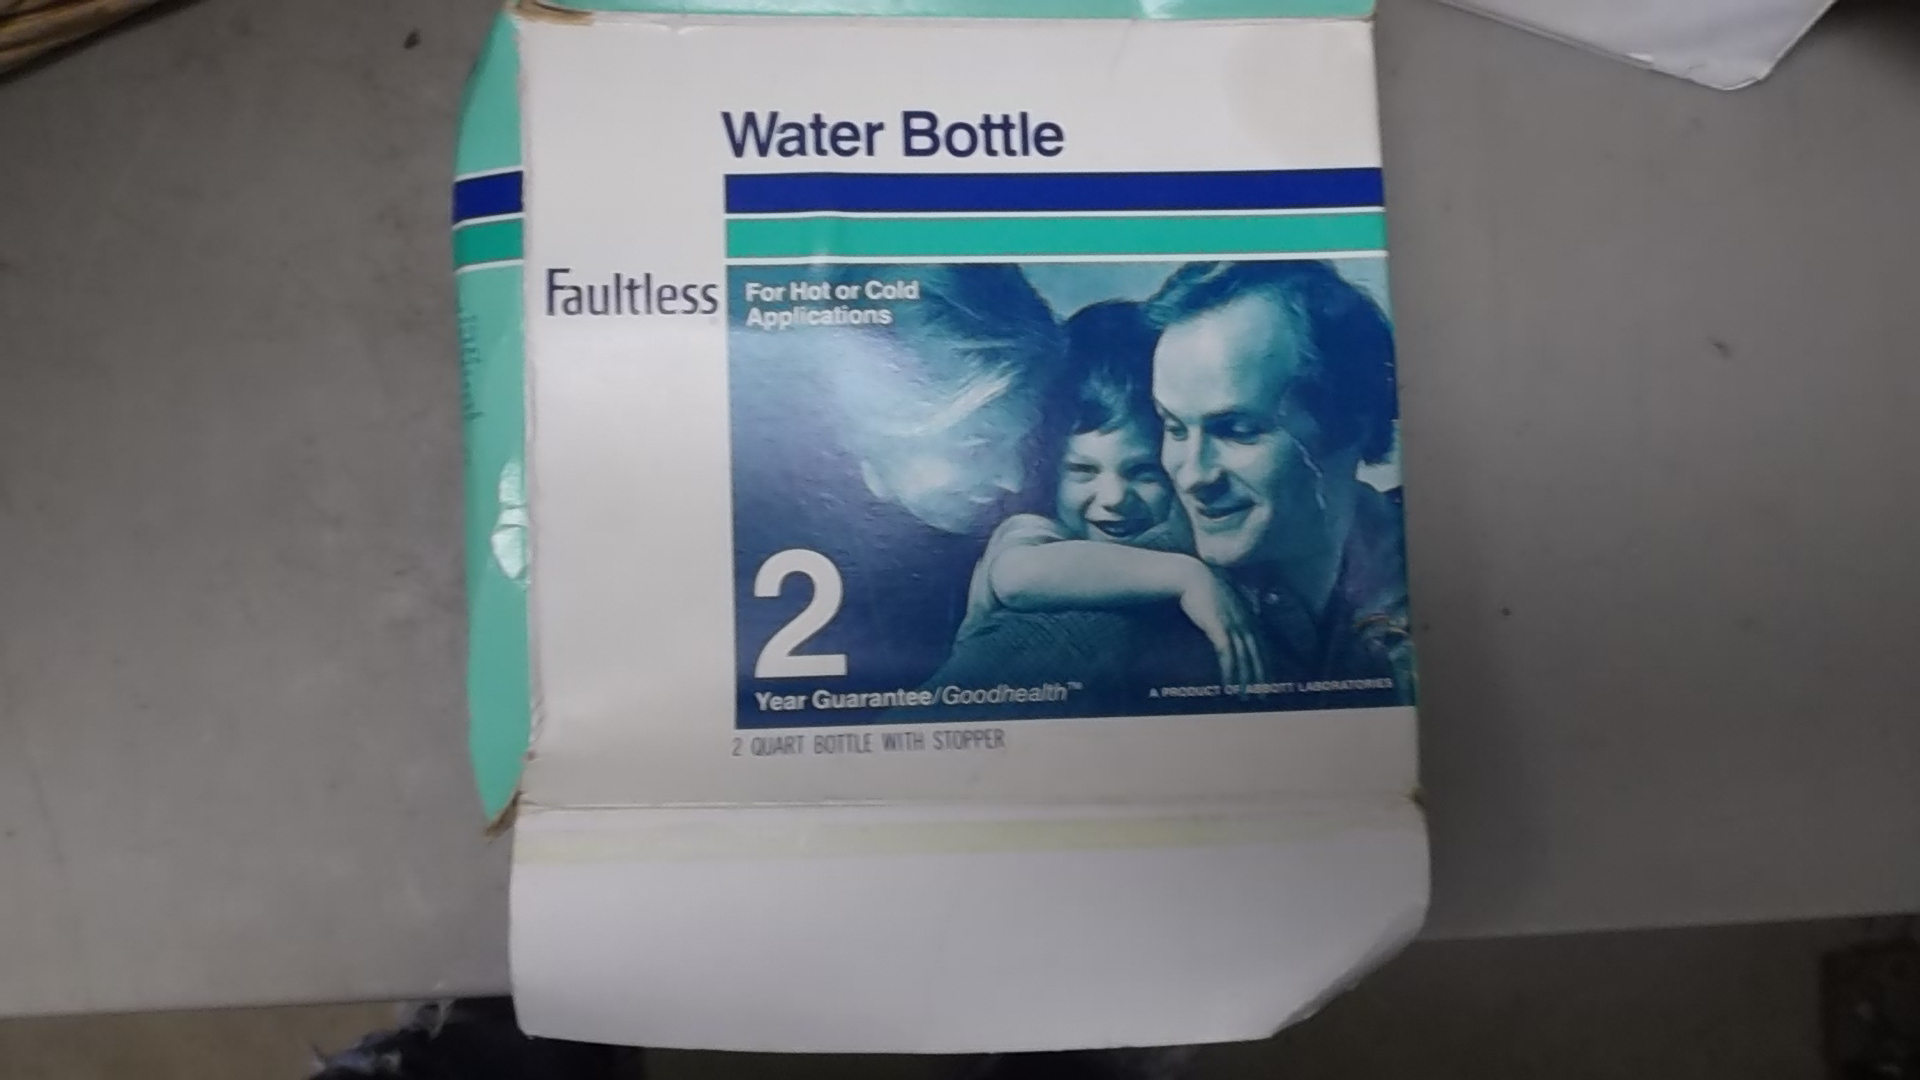 Water Bottle
Faultless
For Hot or Cold
Applications
2
Year Guarantee/Goodhealth™
A PRODUCT OF ABBOTT LABORATORIES
2 QUART BOTTLE WITH STOPPER